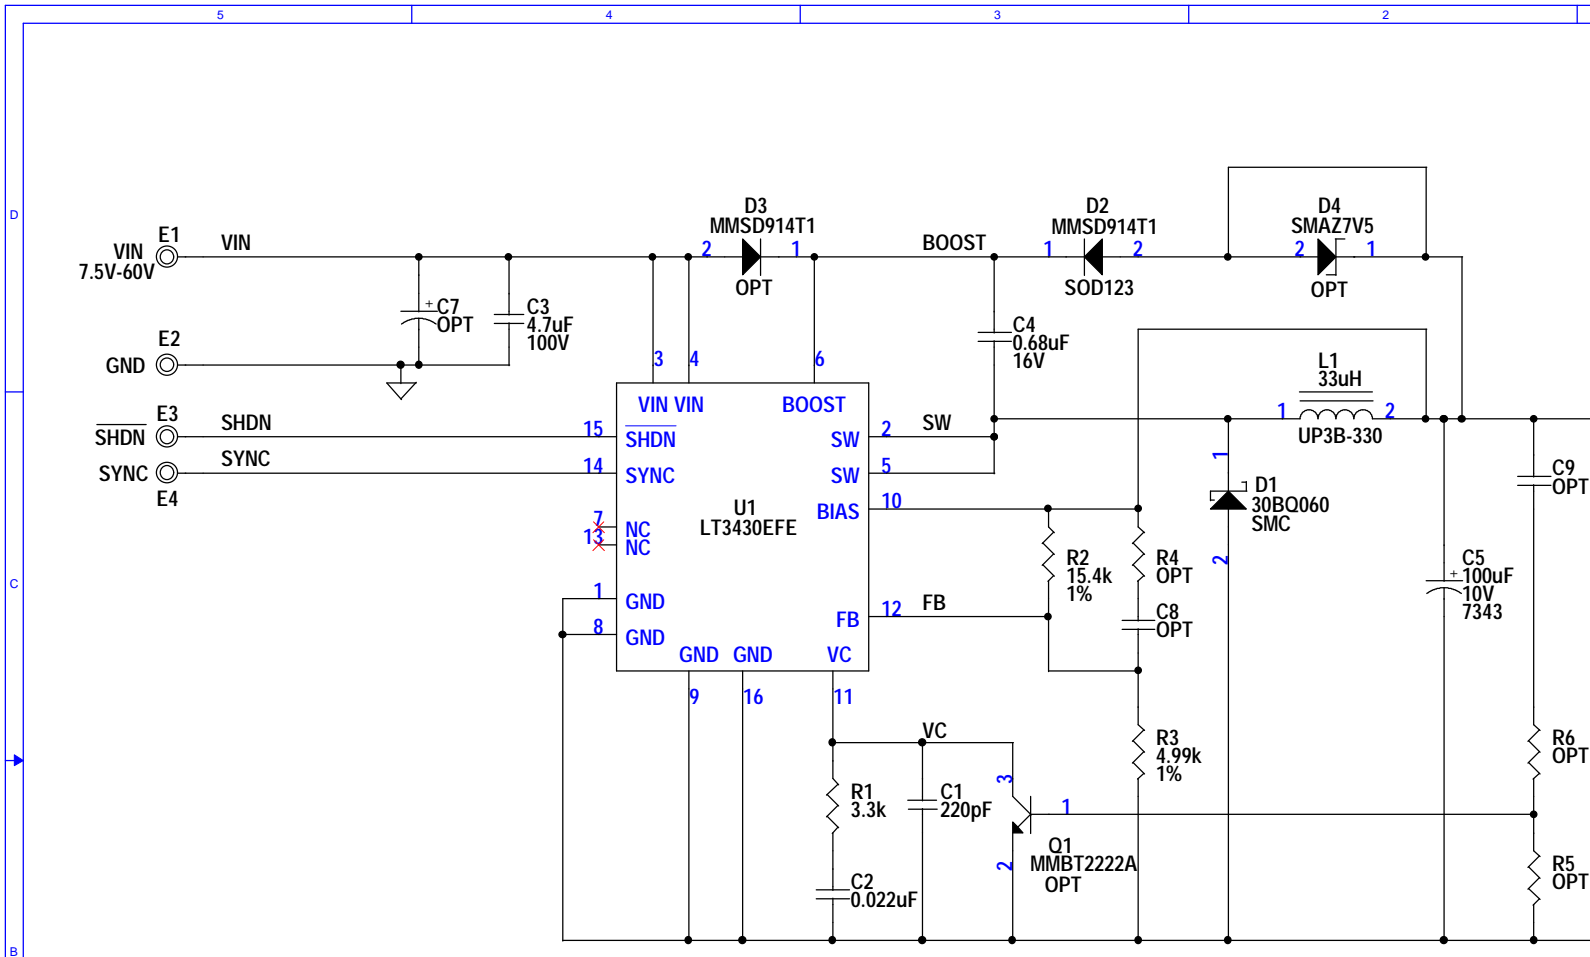 5 4 3 2
D
C
B
E1
VIN
7.5V-60V
VIN
E2
GND
E3
SHDN
SHDN
SYNC
SYNC
E4
C7
OPT
+
C3
4.7uF
100V
D3
MMSD914T1
2 1
OPT
BOOST
D2
MMSD914T1
1 2
SOD123
D4
SMAZ7V5
2 1
OPT
C4
0.68uF
16V
L1
33uH
1 2
UP3B-330
3 4 6
VIN VIN BOOST
15 SHDN
14 SYNC
7 NC
13 NC
1 GND
8 GND
GND GND VC
9 16 11
U1
LT3430EFE
SW 2 SW
SW 5
BIAS 10
FB 12 FB
R2
15.4k
1%
R4
OPT
C8
OPT
R3
4.99k
1%
1
D1
30BQ060
SMC
2
C9
OPT
C5
+ 100uF
10V
7343
R6
OPT
R5
OPT
VC
R1
3.3k
C1
220pF
C2
0.022uF
3
1
2
Q1
MMBT2222A
OPT